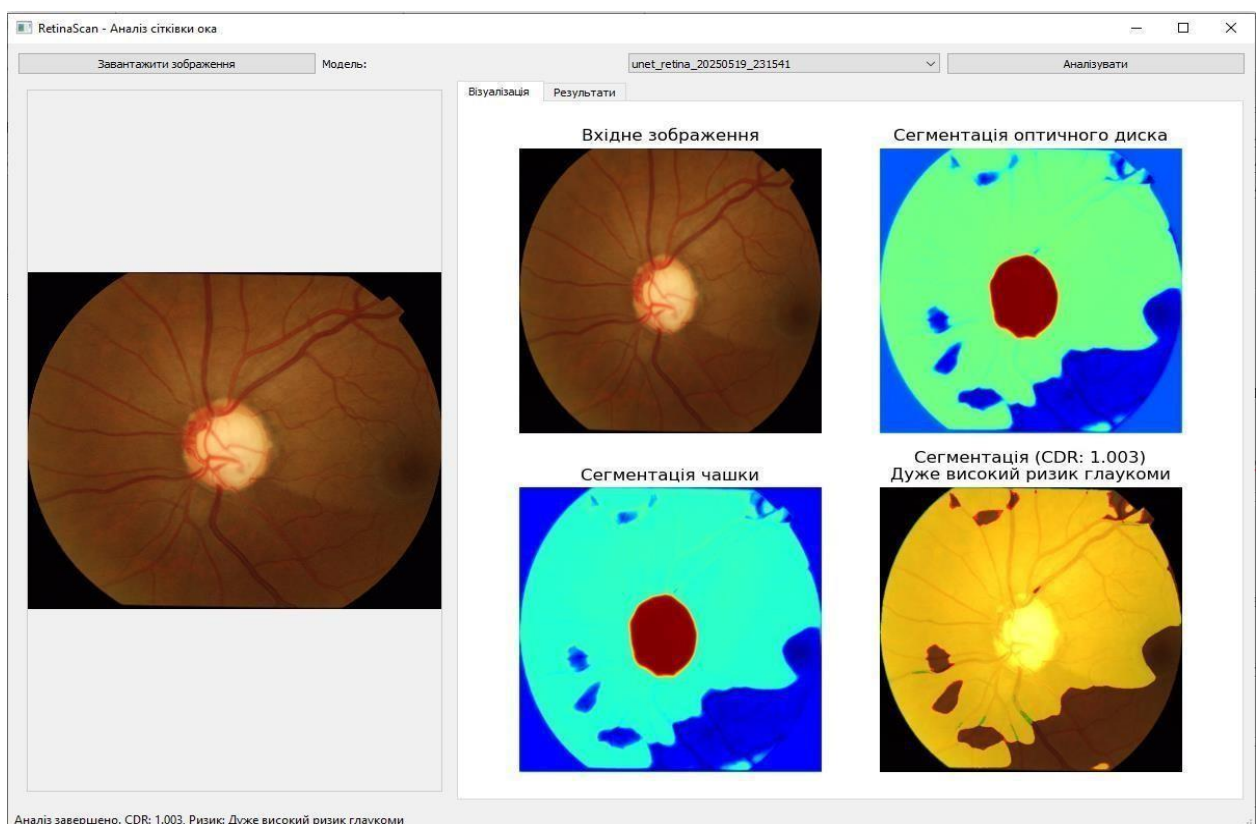 RetinaScan - Аналіз сітківки ока
Завантажити зображення
Модель:
unet_retina_20250519_231541
Аналізувати
Візуалізація
Результати
Вхідне зображення
Сегментація оптичного диска
Сегментація чашки
Сегментація (CDR: 1.003)
Дуже високий ризик глаукоми
Аналіз завершено. CDR: 1.003, Ризик: Дуже високий ризик глаукоми